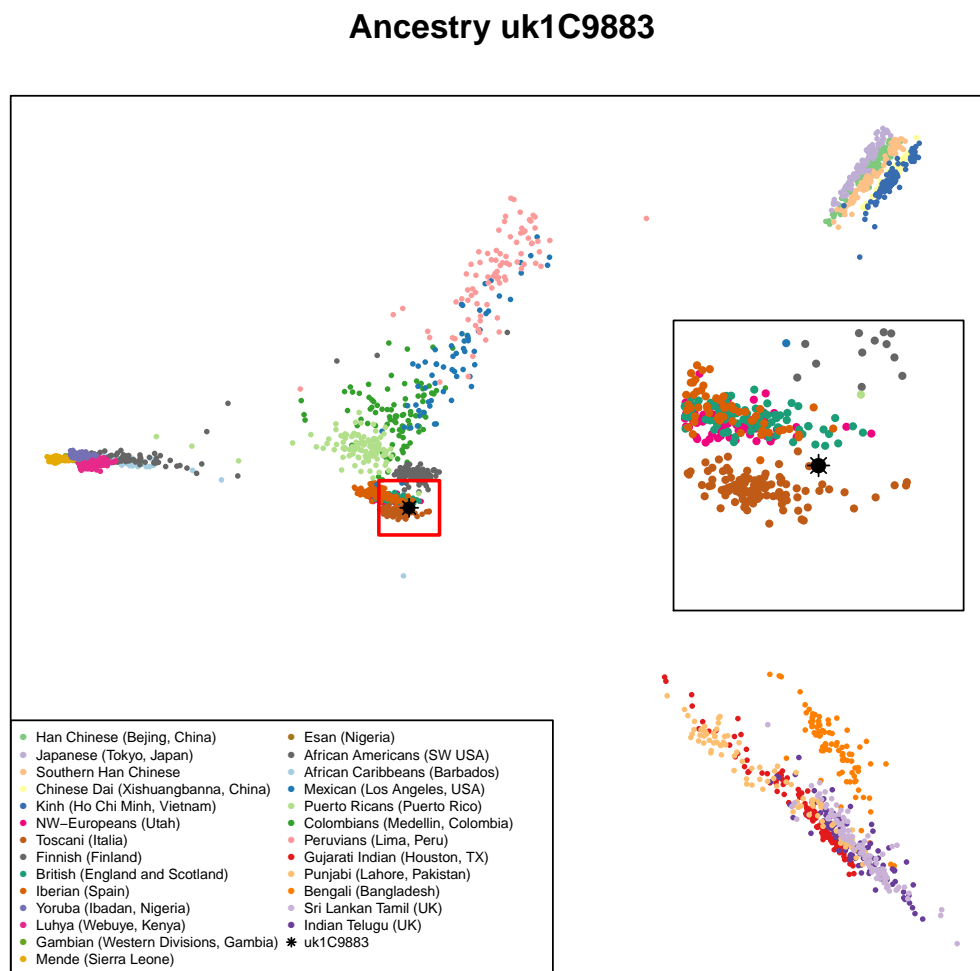 Ancestry uk1C9883
Han Chinese (Bejing, China)
Japanese (Tokyo, Japan)
Southern Han Chinese
Chinese Dai (Xishuangbanna, China)
Kinh (Ho Chi Minh, Vietnam)
NW−Europeans (Utah)
Toscani (Italia)
Finnish (Finland)
British (England and Scotland)
Iberian (Spain)
Yoruba (Ibadan, Nigeria)
Luhya (Webuye, Kenya)
Gambian (Western Divisions, Gambia)
Mende (Sierra Leone)
Esan (Nigeria)
African Americans (SW USA)
African Caribbeans (Barbados)
Mexican (Los Angeles, USA)
Puerto Ricans (Puerto Rico)
Colombians (Medellin, Colombia)
Peruvians (Lima, Peru)
Gujarati Indian (Houston, TX)
Punjabi (Lahore, Pakistan)
Bengali (Bangladesh)
Sri Lankan Tamil (UK)
Indian Telugu (UK)
uk1C9883